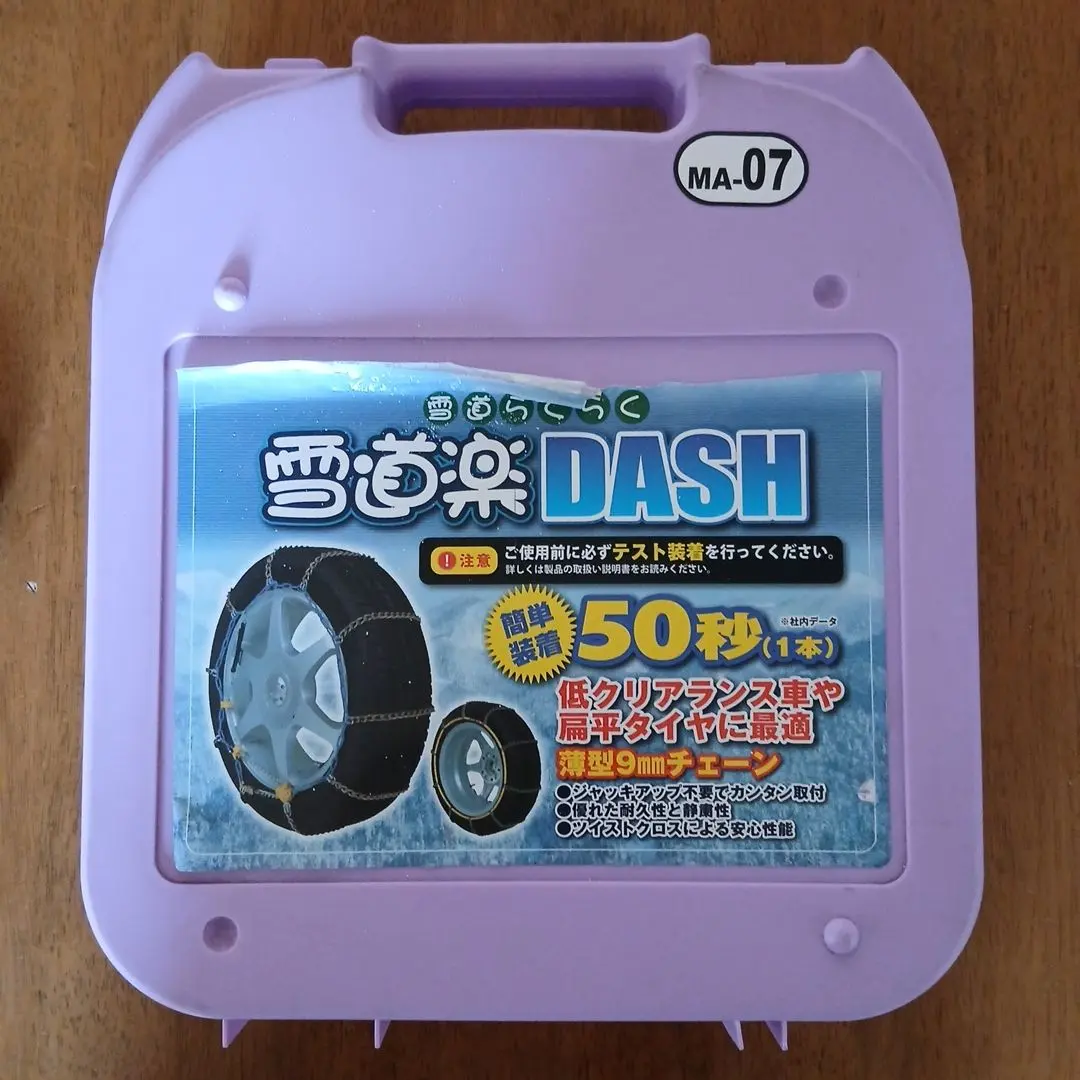 MA-07
雪道らくらく
雪道楽DASH
! 注意 ご使用前に必ずテスト装着を行ってください。
詳しくは製品の取扱い説明書をお読みください。
簡単装着
50秒(1本)
※社内データ
低クリアランス車や
扁平タイヤに最適
薄型9mmチェーン
●ジャッキアップ不要でカンタン取付
●優れた耐久性と静粛性
●ツイストクロスによる安心性能